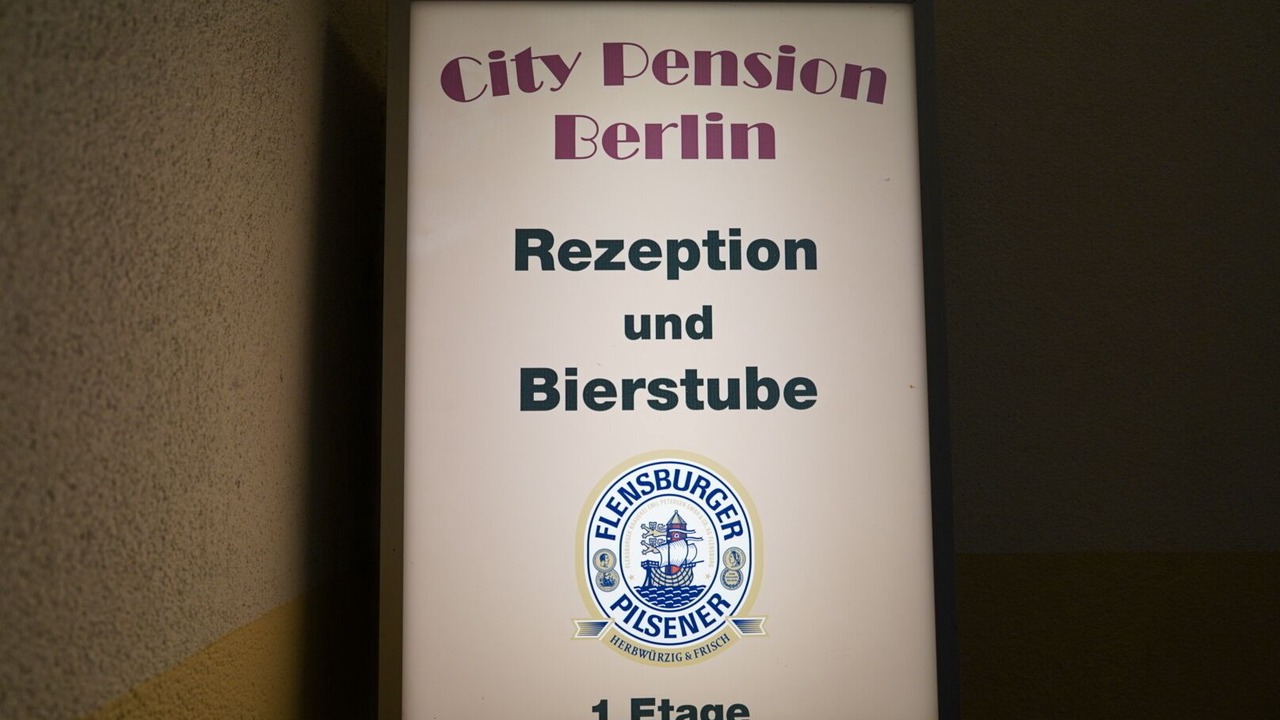 City Pension
Berlin
Rezeption
und
Bierstube
FLENSBURGER
PILSENER
HERBWÜRZIG & FRISCH
1 Etage